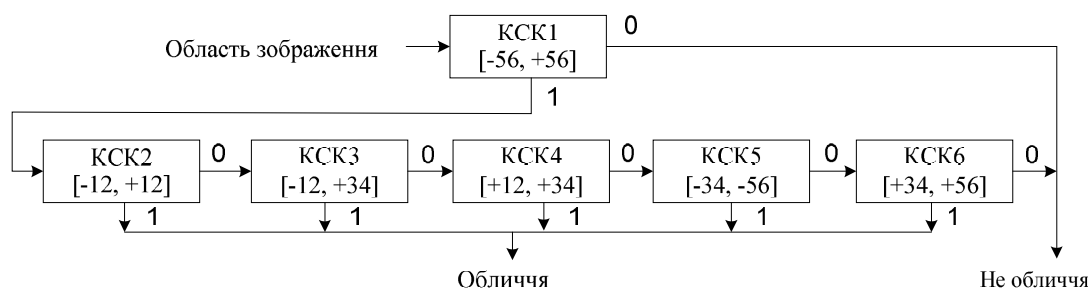 КСК1
0
Область зображення
[-56, +56]
1
КСК2
0
КСК3
0
КСК4
0
КСК5
0
КСК6
0
[-12, +12]
[-12, +34]
[+12, +34]
[-34, -56]
[+34, +56]
1
1
1
1
1
Обличчя
Не обличчя